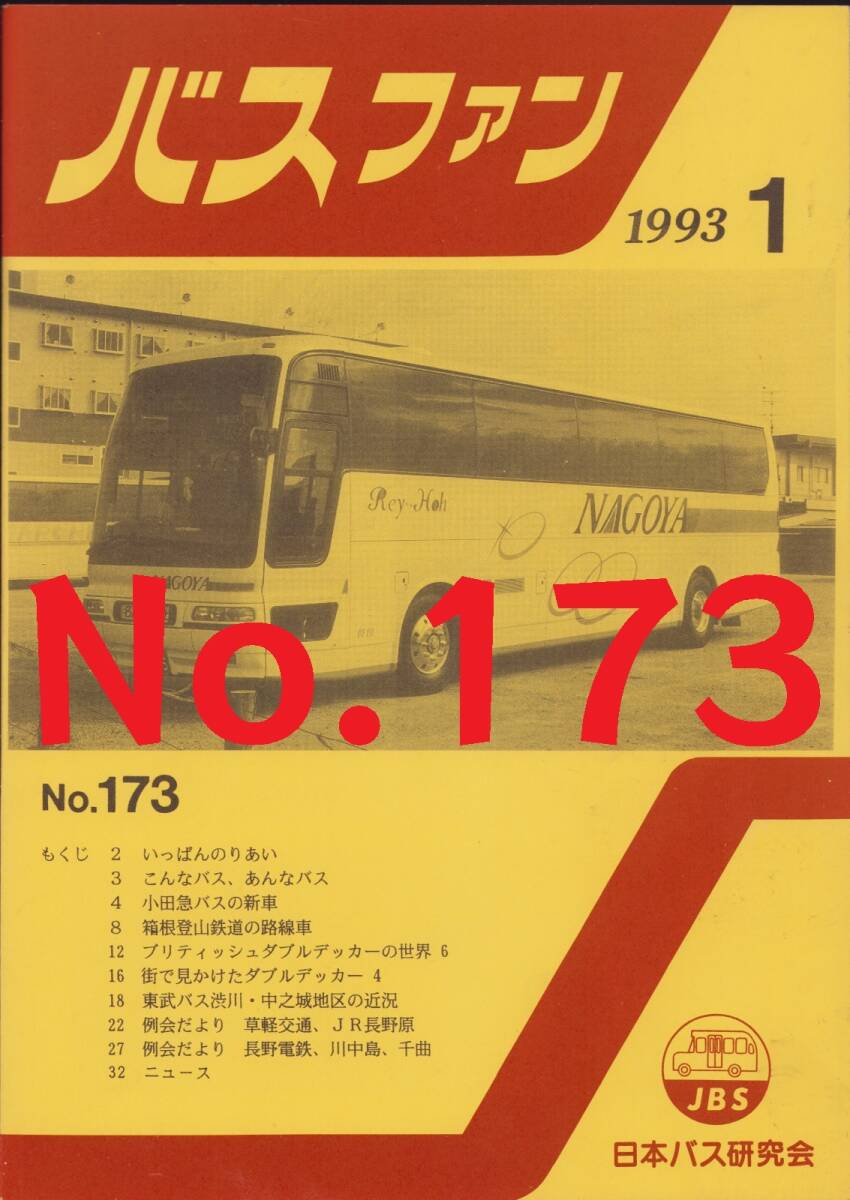 バスファン
1993 1
Rey-Hoh
NAGOYA
NAGOYA
No.173
No.173
もくじ 2 いっぱんのりあい
3 こんなバス、あんなバス
4 小田急バスの新車
8 箱根登山鉄道の路線車
12 ブリティッシュダブルデッカーの世界 6
16 街で見かけたダブルデッカー 4
18 東武バス渋川・中之城地区の近況
22 例会だより 草軽交通、JR長野原
27 例会だより 長野電鉄、川中島、千曲
32 ニュース
JBS
日本バス研究会